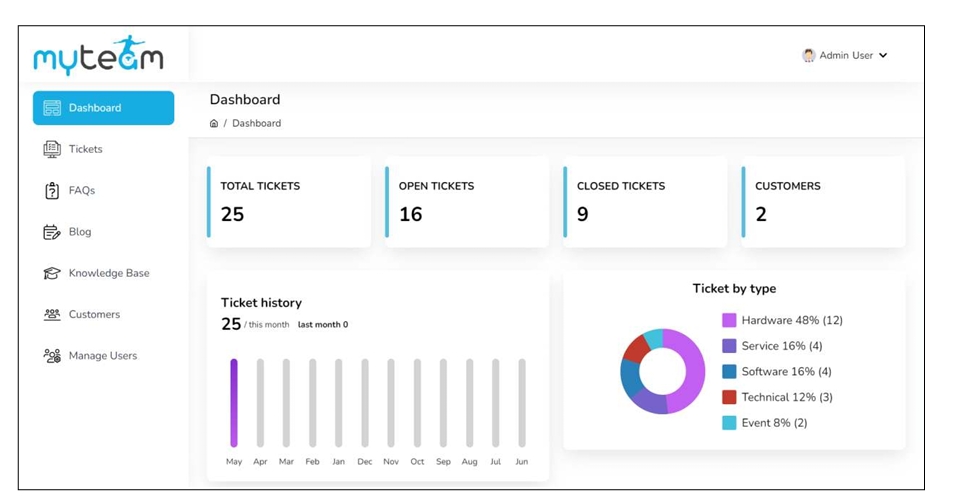 myteam
Admin User
Dashboard
Tickets
FAQs
Blog
Knowledge Base
Customers
Manage Users
Dashboard
/ Dashboard
TOTAL TICKETS
25
OPEN TICKETS
16
CLOSED TICKETS
9
CUSTOMERS
2
Ticket history
25 / this month last month 0
May Apr Mar Feb Jan Dec Nov Oct Sep Aug Jul Jun
Ticket by type
Hardware 48% (12)
Service 16% (4)
Software 16% (4)
Technical 12% (3)
Event 8% (2)